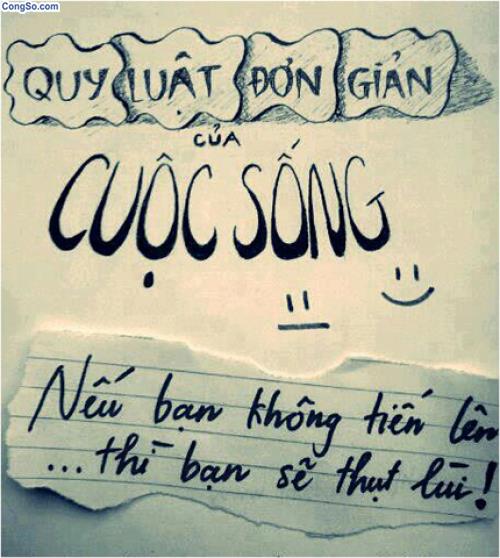 CongSo.com
QUY LUẬT ĐƠN GIẢN
CỦA
CUỘC SỐNG
Nếu bạn không tiến lên
... thì bạn sẽ thụt lùi!